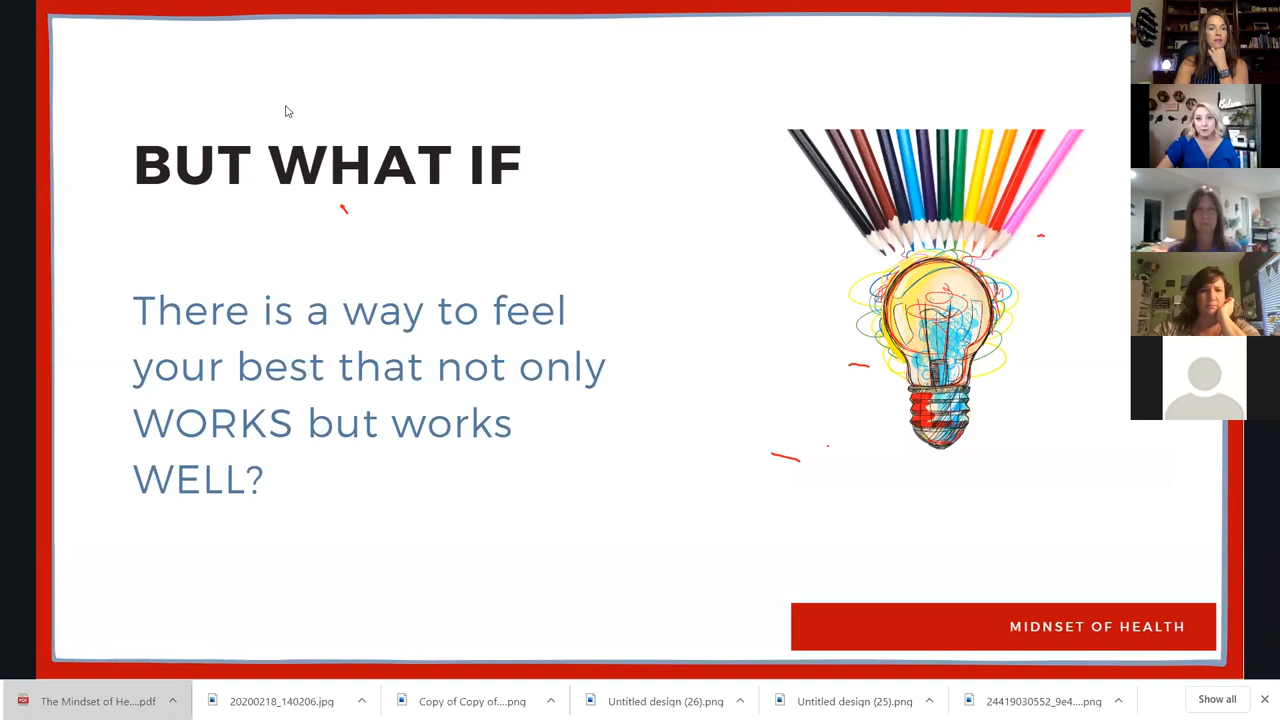 BUT WHAT IF
There is a way to feel
your best that not only
WORKS but works
WELL?
MIDNSET OF HEALTH
The Mindset of He....pdf
20200218_140206.jpg
Copy of Copy of....png
Untitled design (26).png
Untitled design (25).png
24419030552_9e4....png
Show all